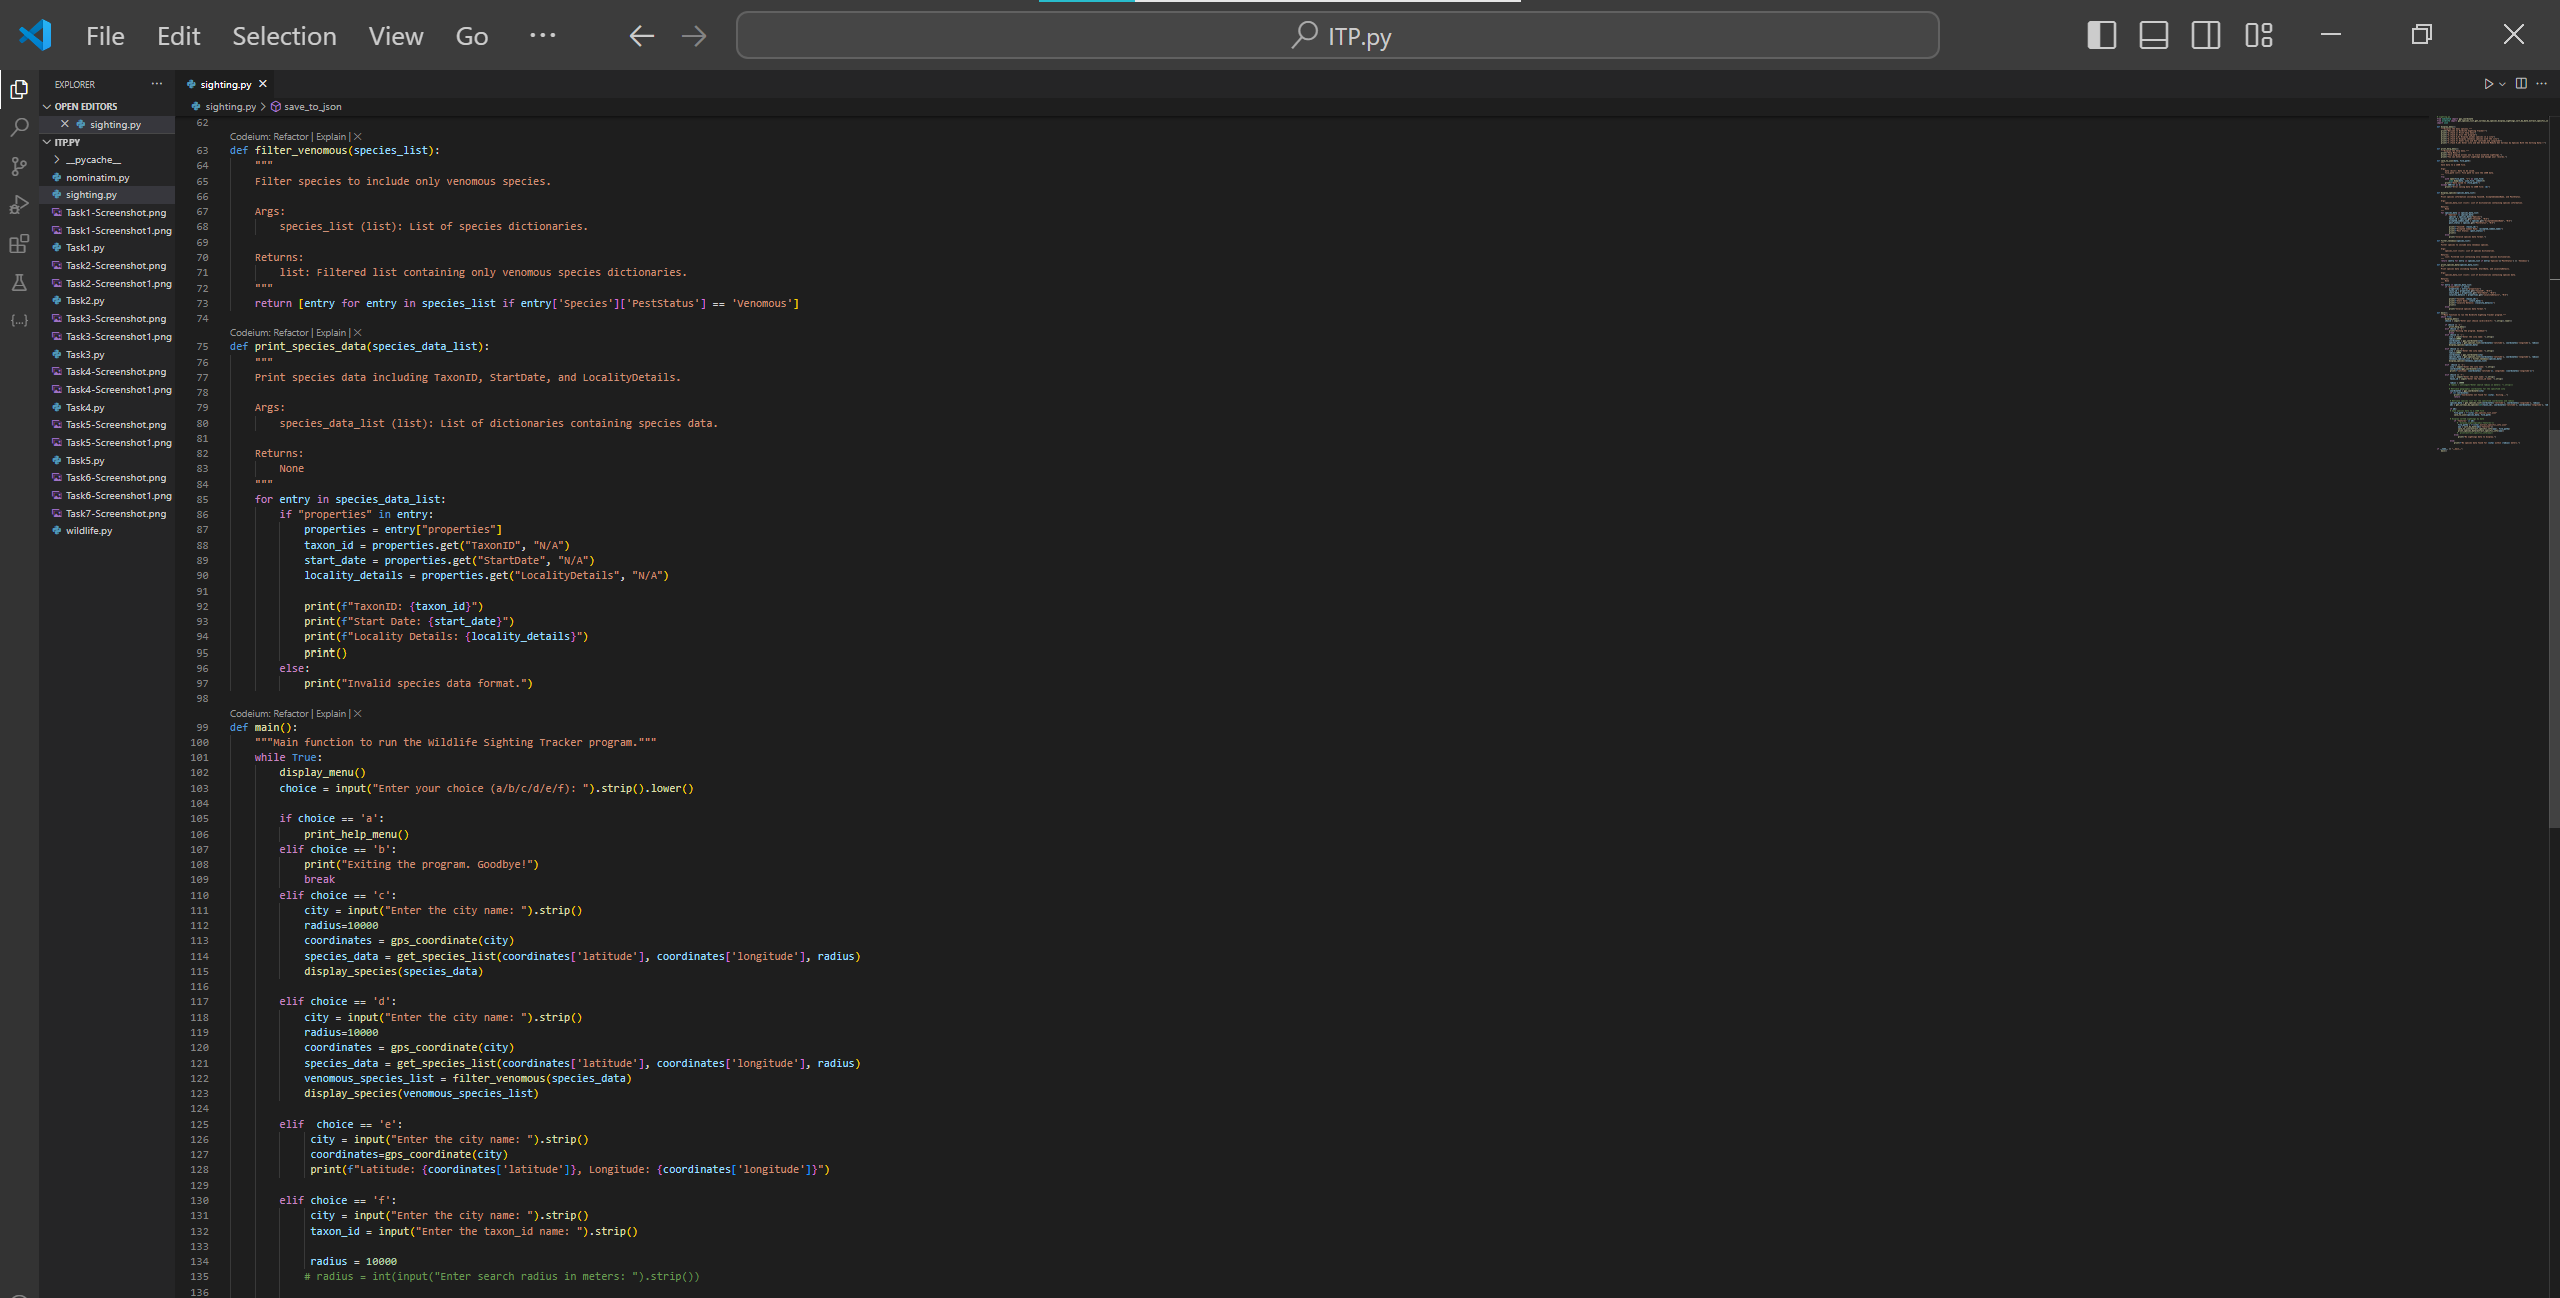 File Edit Selection View Go ··· ITP.py
EXPLORER ···
OPEN EDITORS
sighting.py
ITP.PY
__pycache__
nominatim.py
sighting.py
Task1-Screenshot.png
Task1-Screenshot1.png
Task1.py
Task2-Screenshot.png
Task2-Screenshot1.png
Task2.py
Task3-Screenshot.png
Task3-Screenshot1.png
Task3.py
Task4-Screenshot.png
Task4-Screenshot1.png
Task4.py
Task5-Screenshot.png
Task5-Screenshot1.png
Task5.py
Task6-Screenshot.png
Task6-Screenshot1.png
Task7-Screenshot.png
wildlife.py
sighting.py
sighting.py > save_to_json
62
Codeium: Refactor | Explain | ×
63 def filter_venomous(species_list):
64     """
65     Filter species to include only venomous species.
66
67     Args:
68         species_list (list): List of species dictionaries.
69
70     Returns:
71         list: Filtered list containing only venomous species dictionaries.
72     """
73     return [entry for entry in species_list if entry['Species']['PestStatus'] == 'Venomous']
74
Codeium: Refactor | Explain | ×
75 def print_species_data(species_data_list):
76     """
77     Print species data including TaxonID, StartDate, and LocalityDetails.
78
79     Args:
80         species_data_list (list): List of dictionaries containing species data.
81
82     Returns:
83         None
84     """
85     for entry in species_data_list:
86         if "properties" in entry:
87             properties = entry["properties"]
88             taxon_id = properties.get("TaxonID", "N/A")
89             start_date = properties.get("StartDate", "N/A")
90             locality_details = properties.get("LocalityDetails", "N/A")
91
92             print(f"TaxonID: {taxon_id}")
93             print(f"Start Date: {start_date}")
94             print(f"Locality Details: {locality_details}")
95             print()
96         else:
97             print("Invalid species data format.")
98
Codeium: Refactor | Explain | ×
99 def main():
100     """Main function to run the Wildlife Sighting Tracker program."""
101     while True:
102         display_menu()
103         choice = input("Enter your choice (a/b/c/d/e/f): ").strip().lower()
104
105         if choice == 'a':
106             print_help_menu()
107         elif choice == 'b':
108             print("Exiting the program. Goodbye!")
109             break
110         elif choice == 'c':
111             city = input("Enter the city name: ").strip()
112             radius=10000
113             coordinates = gps_coordinate(city)
114             species_data = get_species_list(coordinates['latitude'], coordinates['longitude'], radius)
115             display_species(species_data)
116
117         elif choice == 'd':
118             city = input("Enter the city name: ").strip()
119             radius=10000
120             coordinates = gps_coordinate(city)
121             species_data = get_species_list(coordinates['latitude'], coordinates['longitude'], radius)
122             venomous_species_list = filter_venomous(species_data)
123             display_species(venomous_species_list)
124
125         elif  choice == 'e':
126              city = input("Enter the city name: ").strip()
127              coordinates=gps_coordinate(city)
128              print(f"Latitude: {coordinates['latitude']}, Longitude: {coordinates['longitude']}")
129
130         elif choice == 'f':
131              city = input("Enter the city name: ").strip()
132              taxon_id = input("Enter the taxon_id name: ").strip()
133
134              radius = 10000
135             # radius = int(input("Enter search radius in meters: ").strip())
136